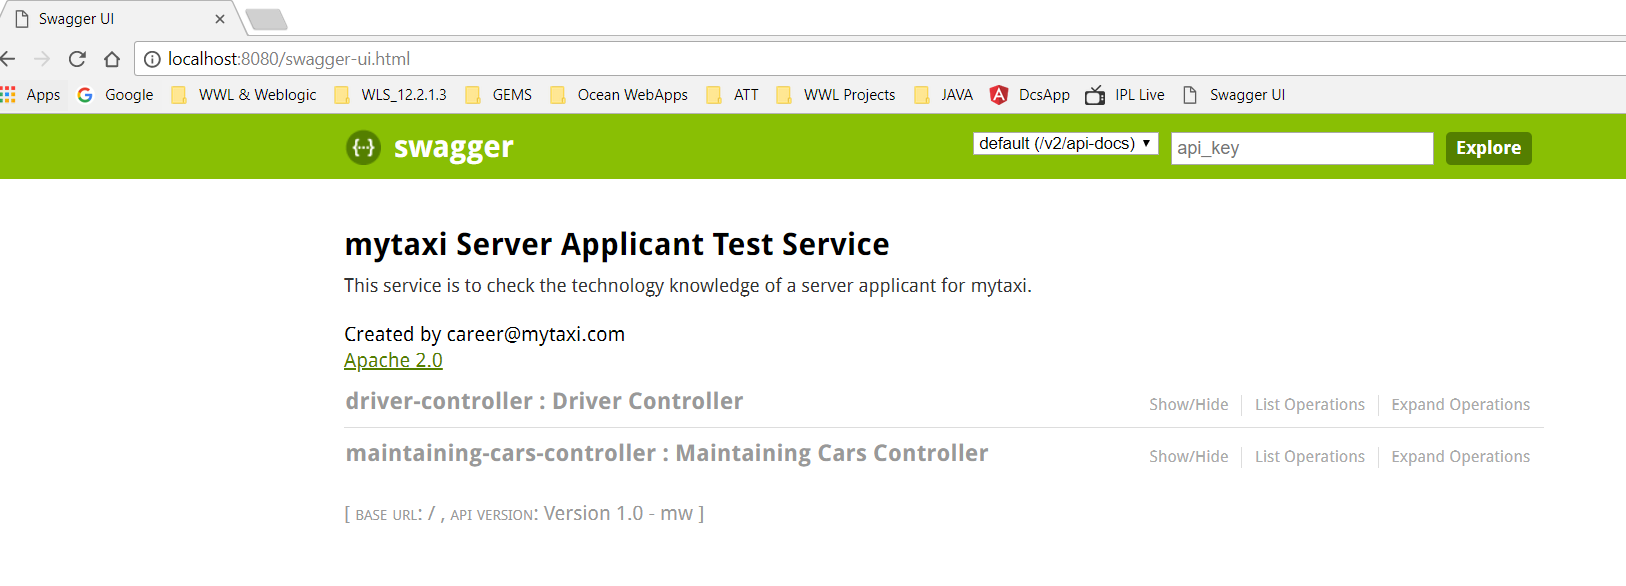 Swagger UI
localhost:8080/swagger-ui.html
Apps Google WWL & Weblogic WLS_12.2.1.3 GEMS Ocean WebApps ATT WWL Projects JAVA DcsApp IPL Live Swagger UI
{···} swagger default (/v2/api-docs) api_key Explore
mytaxi Server Applicant Test Service
This service is to check the technology knowledge of a server applicant for mytaxi.
Created by career@mytaxi.com
Apache 2.0
driver-controller : Driver Controller Show/Hide List Operations Expand Operations
maintaining-cars-controller : Maintaining Cars Controller Show/Hide List Operations Expand Operations
[ BASE URL: / , API VERSION: Version 1.0 - mw ]